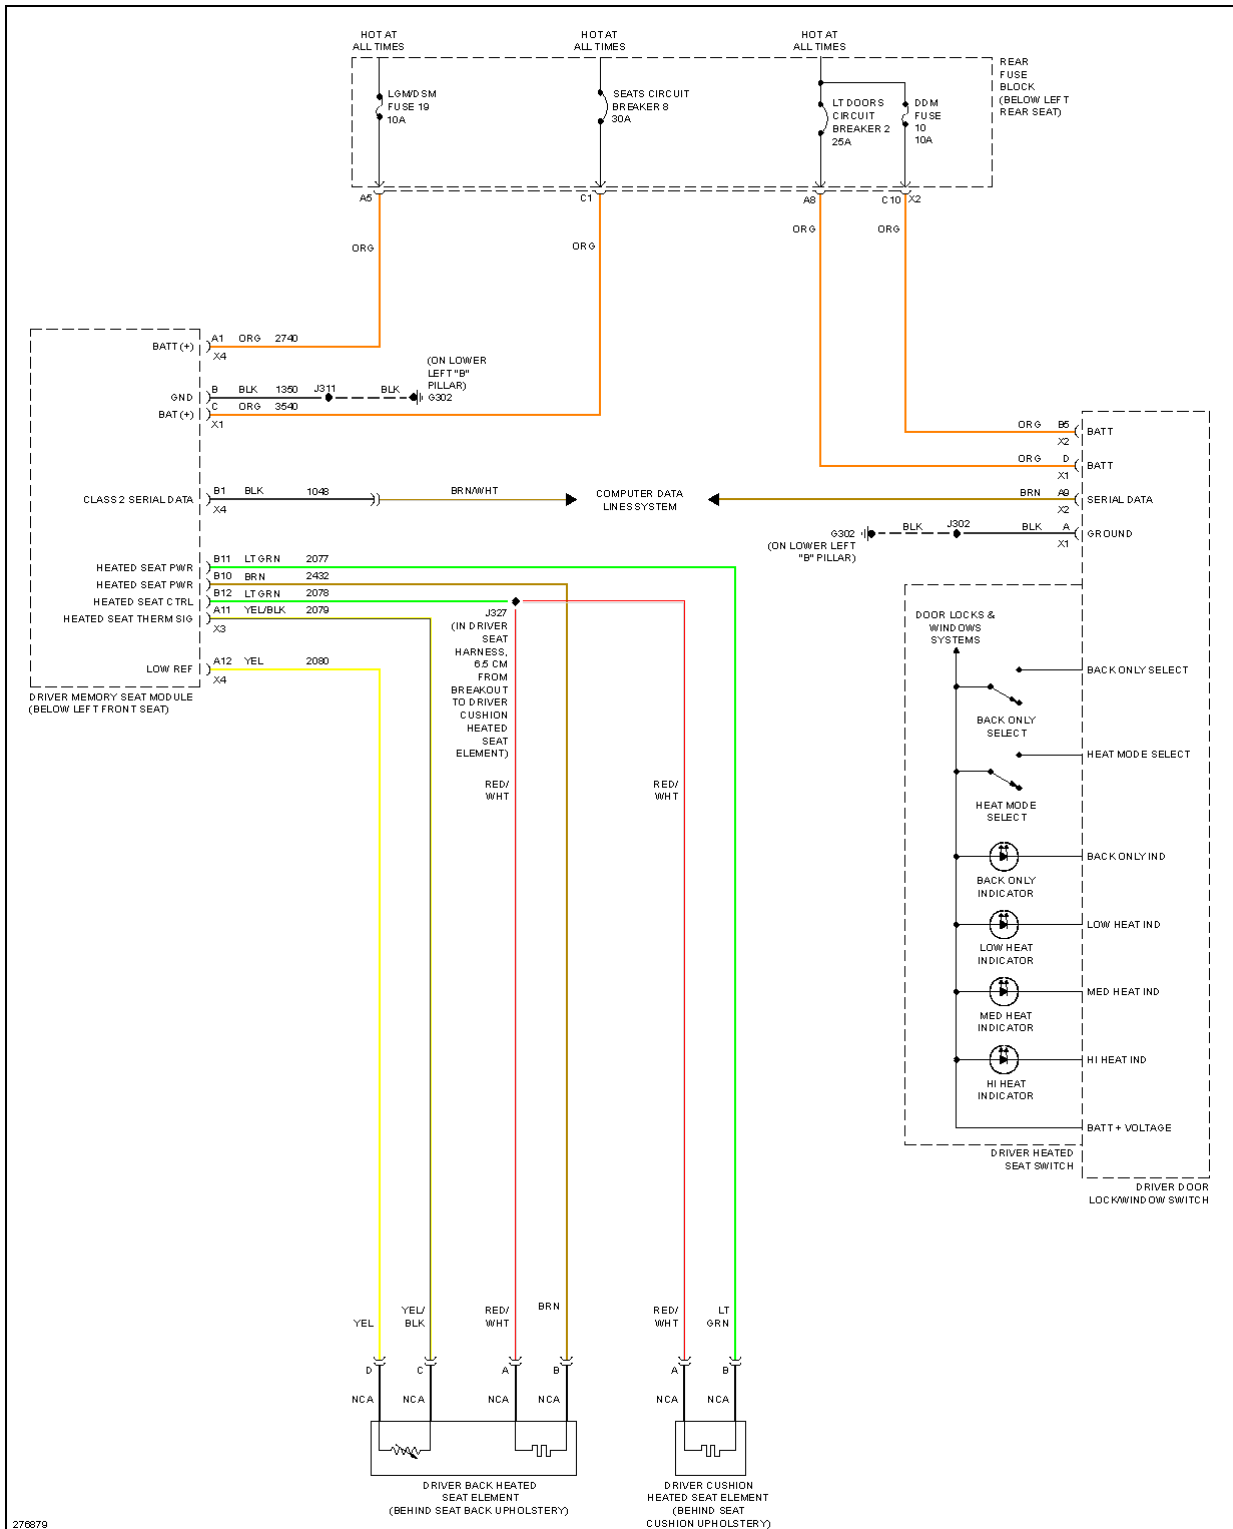 HOT AT
ALL TIMES
HOT AT
ALL TIMES
HOT AT
ALL TIMES
REAR
FUSE
BLOCK
(BELOW LEFT
REAR SEAT)
LGM/DSM
FUSE 19
10A
SEATS CIRCUIT
BREAKER 8
30A
LT DOORS
CIRCUIT
BREAKER 2
25A
DDM
FUSE
10
10A
A5
C1
A8
C10
X2
ORG
ORG
ORG
ORG
BATT (+)
A1 ORG 2740
X4
(ON LOWER
LEFT "B"
PILLAR)
G302
GND
B BLK 1350 J311 BLK
BAT (+)
C ORG 3540
X1
ORG B5
X2
BATT
ORG D
X1
BATT
CLASS 2 SERIAL DATA
B1 BLK 1048
X4
BRN/WHT
COMPUTER DATA
LINES SYSTEM
BRN A9
X2
SERIAL DATA
G302 BLK J302 BLK A
X1
GROUND
(ON LOWER LEFT
"B" PILLAR)
HEATED SEAT PWR
B11 LT GRN 2077
HEATED SEAT PWR
B10 BRN 2432
HEATED SEAT CTRL
B12 LT GRN 2078
HEATED SEAT THERM SIG
A11 YEL/BLK 2079
X3
LOW REF
A12 YEL 2080
X4
DRIVER MEMORY SEAT MODULE
(BELOW LEFT FRONT SEAT)
J327
(IN DRIVER
SEAT
HARNESS,
6.5 CM
FROM
BREAKOUT
TO DRIVER
CUSHION
HEATED
SEAT
ELEMENT)
RED/
WHT
RED/
WHT
DOOR LOCKS &
WINDOWS
SYSTEMS
BACK ONLY SELECT
BACK ONLY
SELECT
HEAT MODE SELECT
HEAT MODE
SELECT
BACK ONLY IND
BACK ONLY
INDICATOR
LOW HEAT IND
LOW HEAT
INDICATOR
MED HEAT IND
MED HEAT
INDICATOR
HI HEAT IND
HI HEAT
INDICATOR
BATT + VOLTAGE
DRIVER HEATED
SEAT SWITCH
DRIVER DOOR
LOCK/WINDOW SWITCH
YEL
YEL/
BLK
RED/
WHT
BRN
RED/
WHT
LT
GRN
D
C
A
B
A
B
NCA
NCA
NCA
NCA
NCA
NCA
DRIVER BACK HEATED
SEAT ELEMENT
(BEHIND SEAT BACK UPHOLSTERY)
DRIVER CUSHION
HEATED SEAT ELEMENT
(BEHIND SEAT
CUSHION UPHOLSTERY)
276879